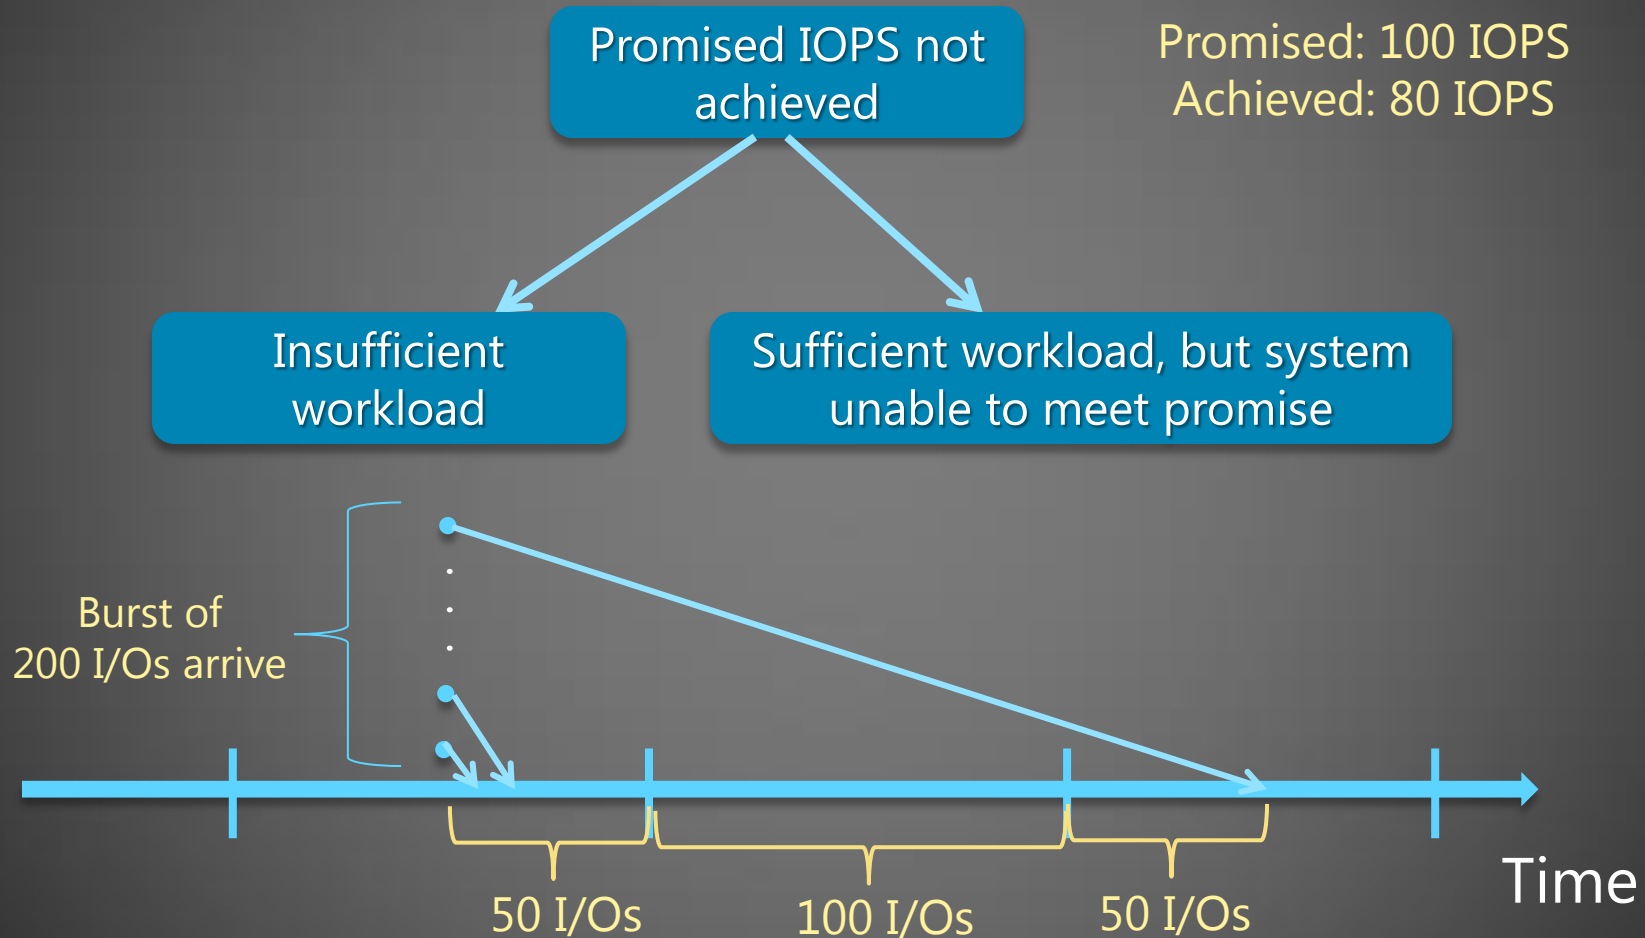 Promised IOPS not
achieved
Promised: 100 IOPS
Achieved: 80 IOPS
Insufficient
workload
Sufficient workload, but system
unable to meet promise
Burst of
200 I/Os arrive
Time
50 I/Os
100 I/Os
50 I/Os